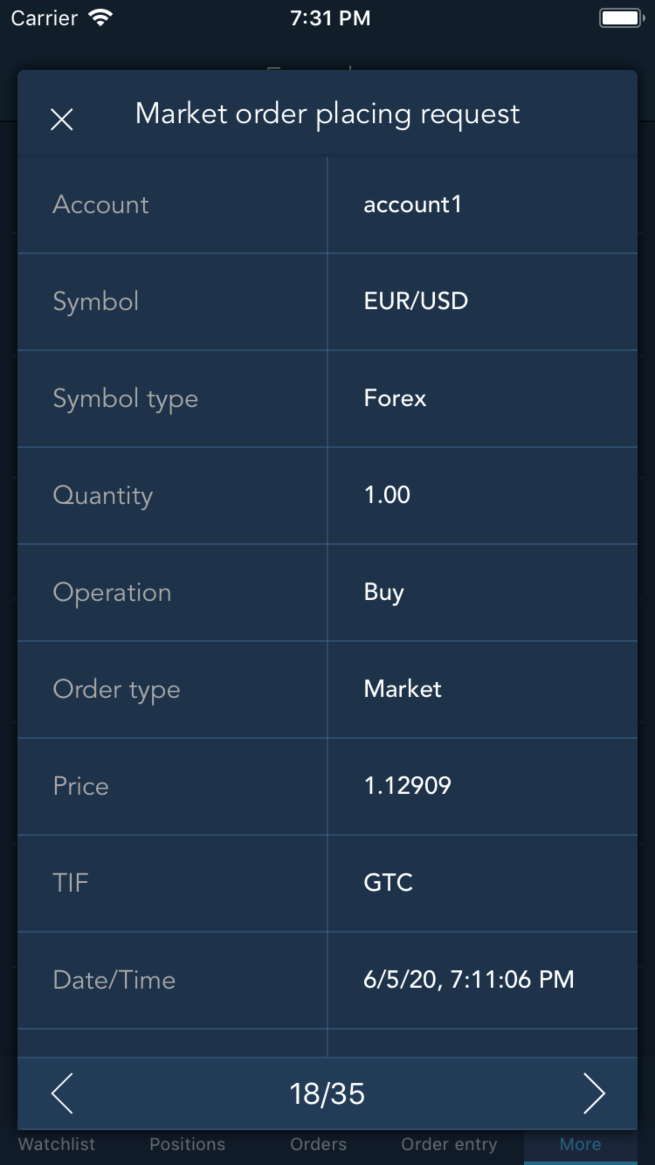 Carrier 7:31 PM
Market order placing request
Account account1
Symbol EUR/USD
Symbol type Forex
Quantity 1.00
Operation Buy
Order type Market
Price 1.12909
TIF GTC
Date/Time 6/5/20, 7:11:06 PM
18/35
Watchlist Positions Orders Order entry More